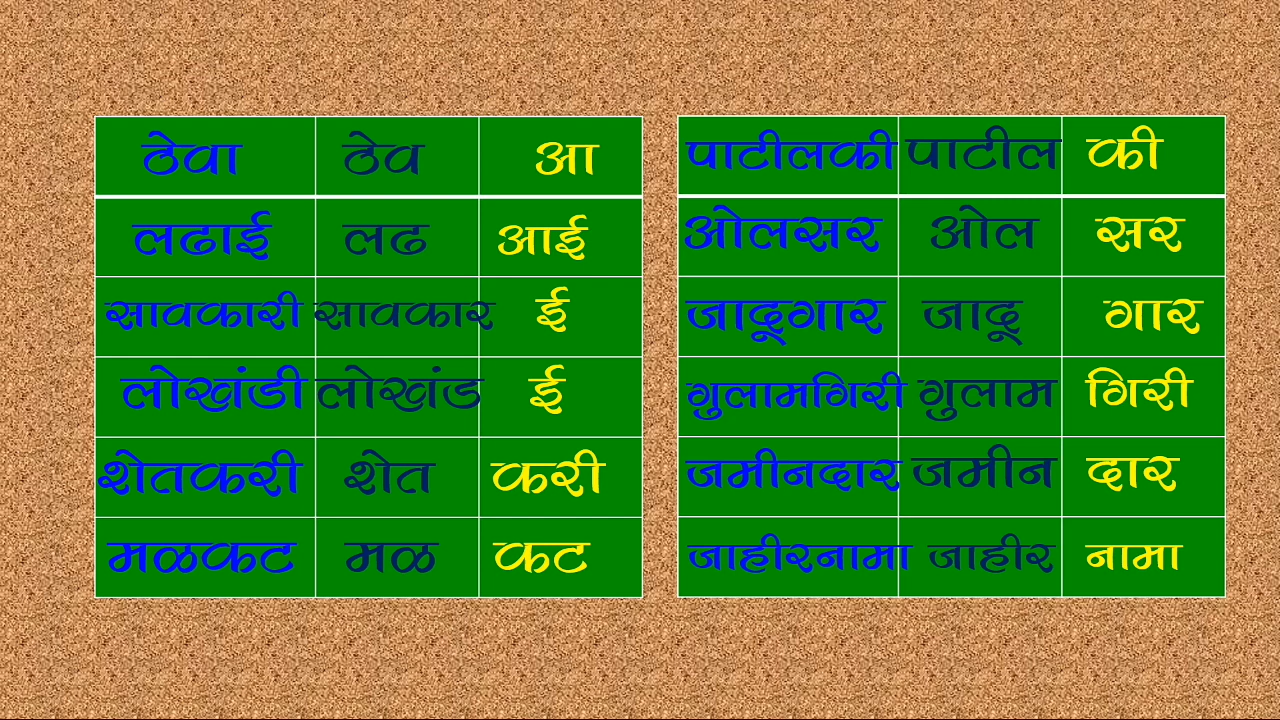 ठेवा ठेव आ
लढाई लढ आई
सावकारी सावकार ई
लोखंडी लोखंड ई
शेतकरी शेत करी
मळकट मळ कट
पाटीलकी पाटील की
ओलसर ओल सर
जादूगार जादू गार
गुलामगिरी गुलाम गिरी
जमीनदार जमीन दार
जाहीरनामा जाहीर नामा